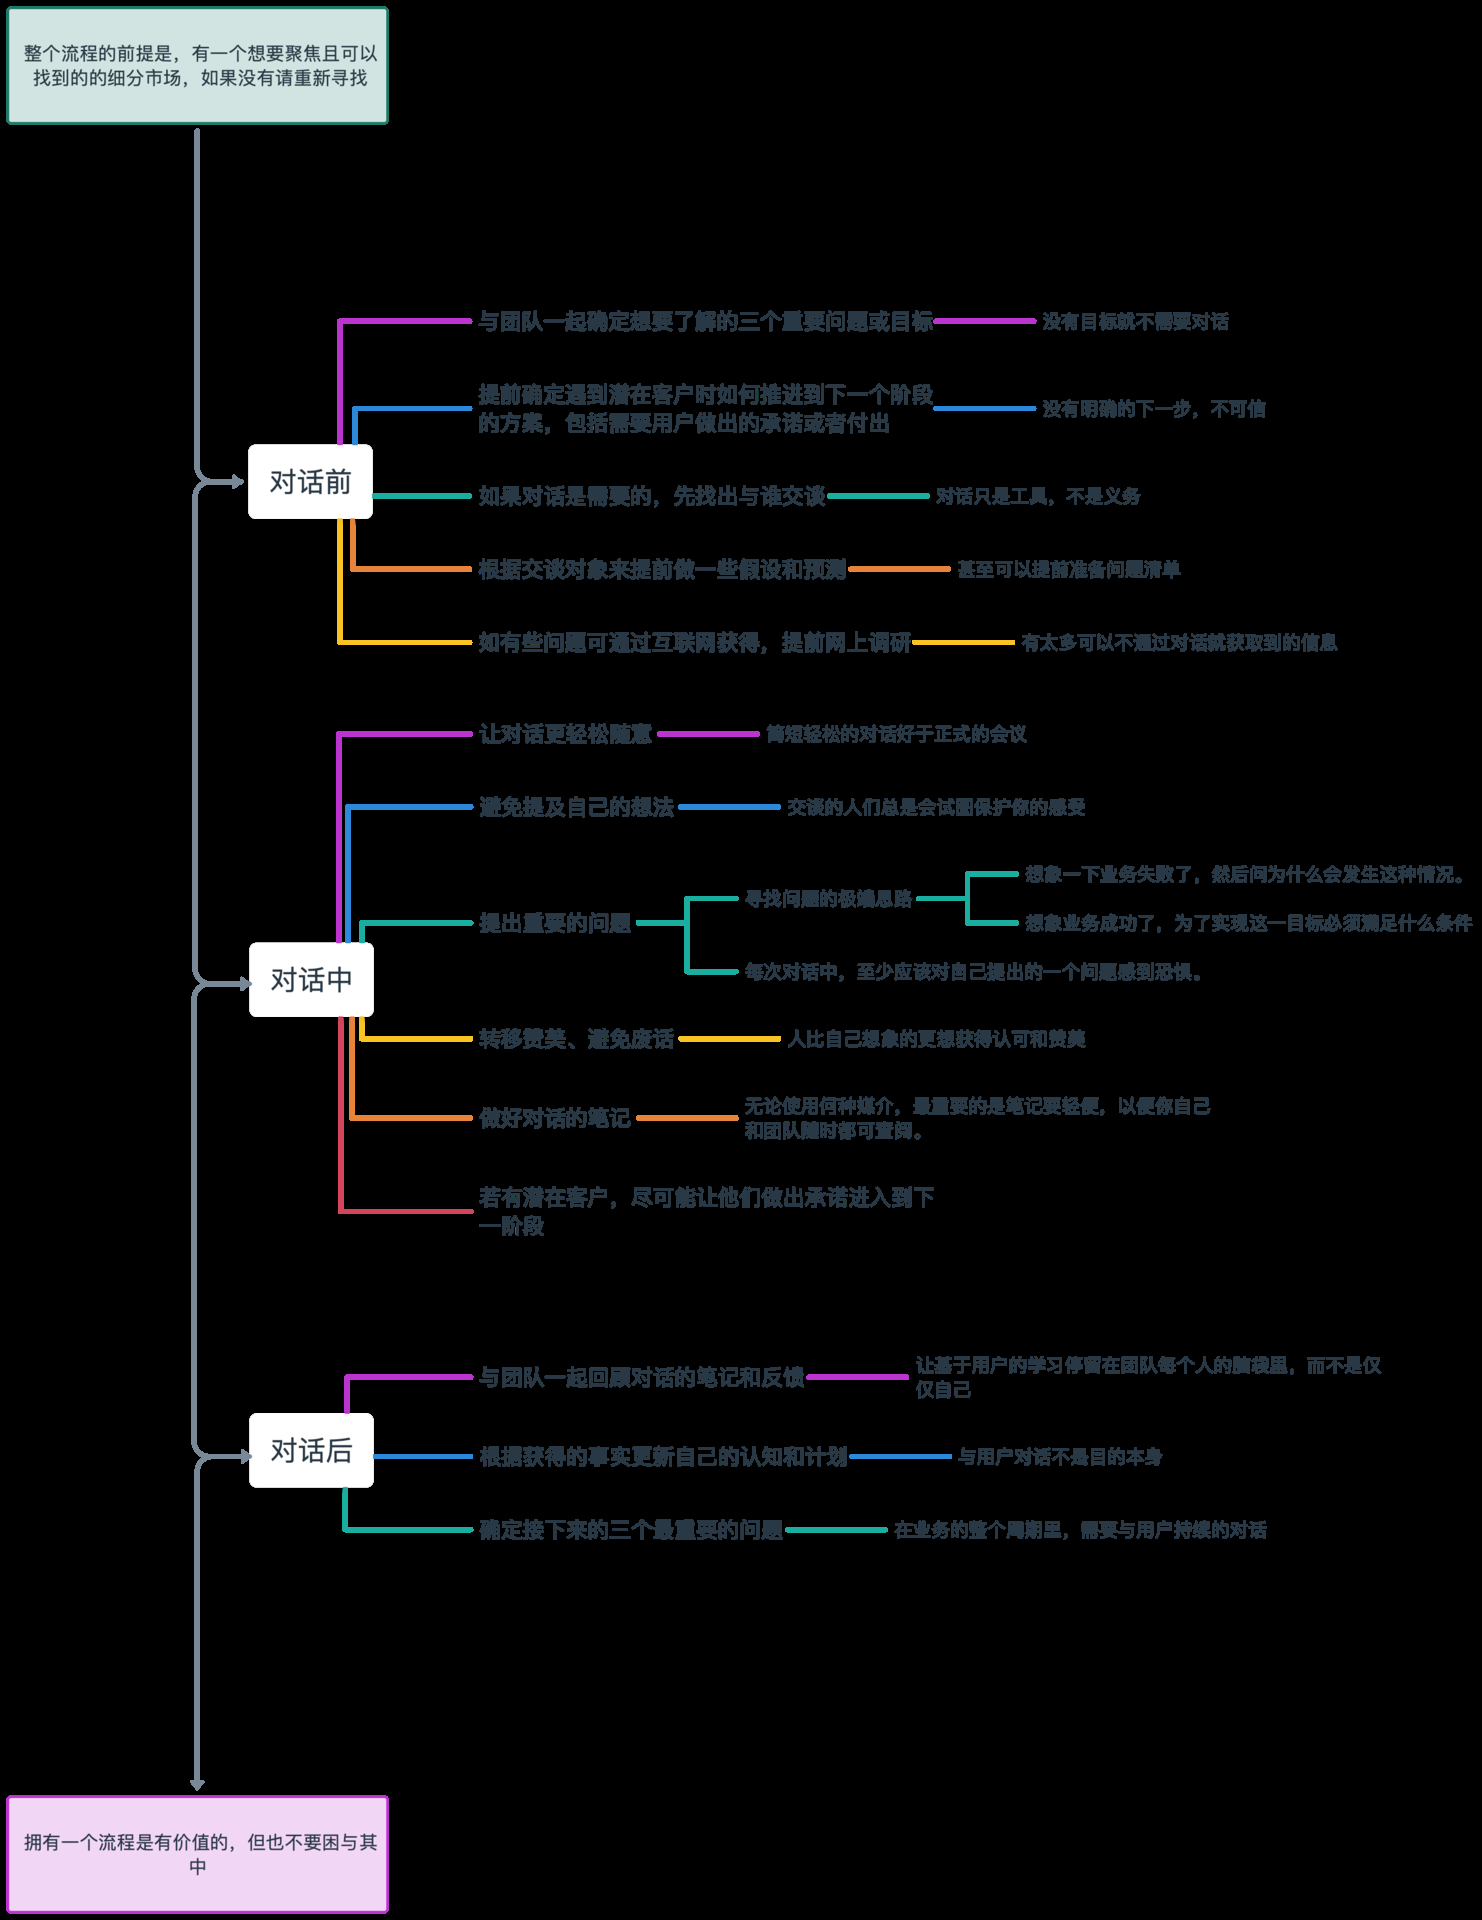 整个流程的前提是，有一个想要聚焦且可以
找到的的细分市场，如果没有请重新寻找
与团队一起确定想要了解的三个重要问题或目标
没有目标就不需要对话
提前确定遇到潜在客户时如何推进到下一个阶段
的方案，包括需要用户做出的承诺或者付出
没有明确的下一步，不可信
对话前
如果对话是需要的，先找出与谁交谈
对话只是工具，不是义务
根据交谈对象来提前做一些假设和预测
甚至可以提前准备问题清单
如有些问题可通过互联网获得，提前网上调研
有太多可以不通过对话就获取到的信息
让对话更轻松随意
简短轻松的对话好于正式的会议
避免提及自己的想法
交谈的人们总是会试图保护你的感受
提出重要的问题
寻找问题的极端思路
想象一下业务失败了，然后问为什么会发生这种情况。
想象业务成功了，为了实现这一目标必须满足什么条件
每次对话中，至少应该对自己提出的一个问题感到恐惧。
对话中
转移赞美、避免废话
人比自己想象的更想获得认可和赞美
做好对话的笔记
无论使用何种媒介，最重要的是笔记要轻便，以便你自己
和团队随时都可查阅。
若有潜在客户，尽可能让他们做出承诺进入到下
一阶段
与团队一起回顾对话的笔记和反馈
让基于用户的学习停留在团队每个人的脑袋里，而不是仅
仅自己
对话后
根据获得的事实更新自己的认知和计划
与用户对话不是目的本身
确定接下来的三个最重要的问题
在业务的整个周期里，需要与用户持续的对话
拥有一个流程是有价值的，但也不要困与其
中